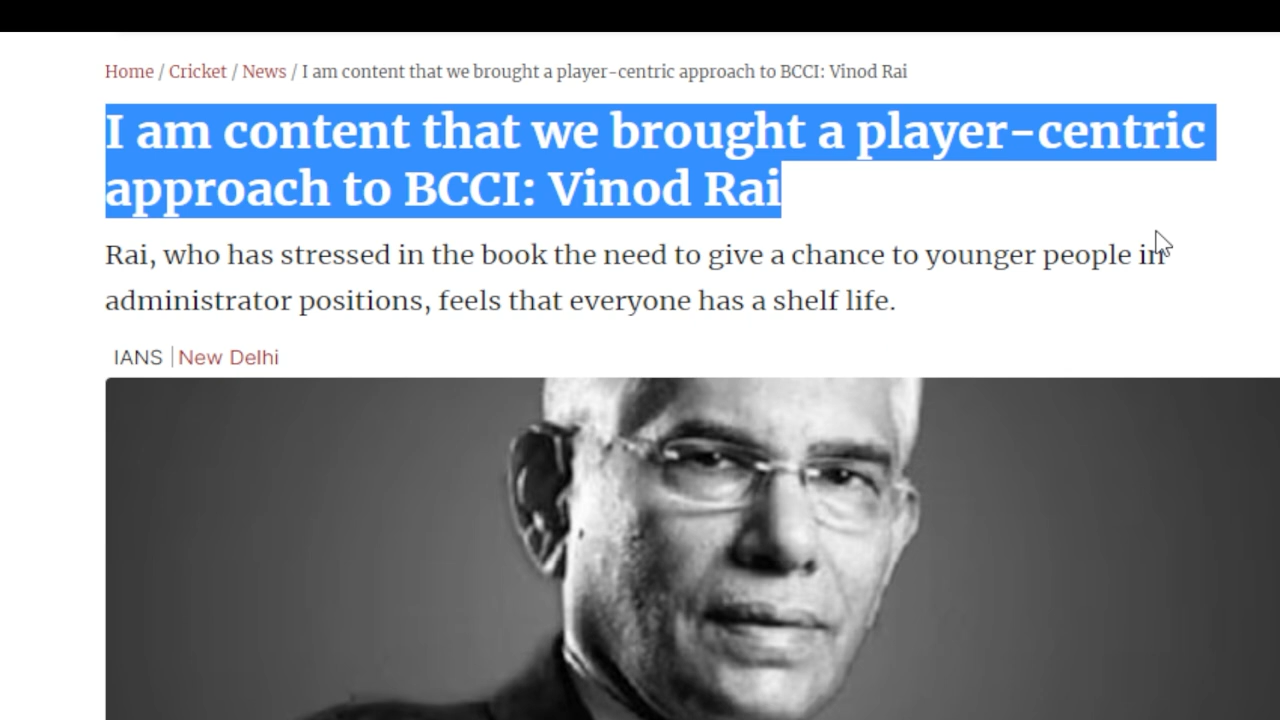 Home / Cricket / News / I am content that we brought a player-centric approach to BCCI: Vinod Rai
I am content that we brought a player-centric
approach to BCCI: Vinod Rai
Rai, who has stressed in the book the need to give a chance to younger people in
administrator positions, feels that everyone has a shelf life.
IANS | New Delhi